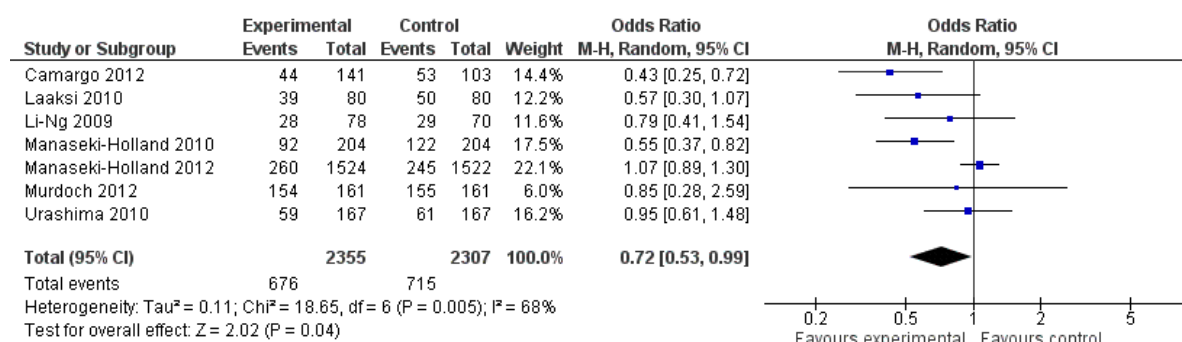 Experimental Control Odds Ratio Odds Ratio
Study or Subgroup Events Total Events Total Weight M-H, Random, 95% CI M-H, Random, 95% CI
Camargo 2012 44 141 53 103 14.4% 0.43 [0.25, 0.72]
Laaksi 2010 39 80 50 80 12.2% 0.57 [0.30, 1.07]
Li-Ng 2009 28 78 29 70 11.6% 0.79 [0.41, 1.54]
Manaseki-Holland 2010 92 204 122 204 17.5% 0.55 [0.37, 0.82]
Manaseki-Holland 2012 260 1524 245 1522 22.1% 1.07 [0.89, 1.30]
Murdoch 2012 154 161 155 161 6.0% 0.85 [0.28, 2.59]
Urashima 2010 59 167 61 167 16.2% 0.95 [0.61, 1.48]
Total (95% CI) 2355 2307 100.0% 0.72 [0.53, 0.99]
Total events 676 715
Heterogeneity: Tau² = 0.11; Chi² = 18.65, df = 6 (P = 0.005); I² = 68%
Test for overall effect: Z = 2.02 (P = 0.04)
0.2 0.5 1 2 5
Favours experimental Favours control